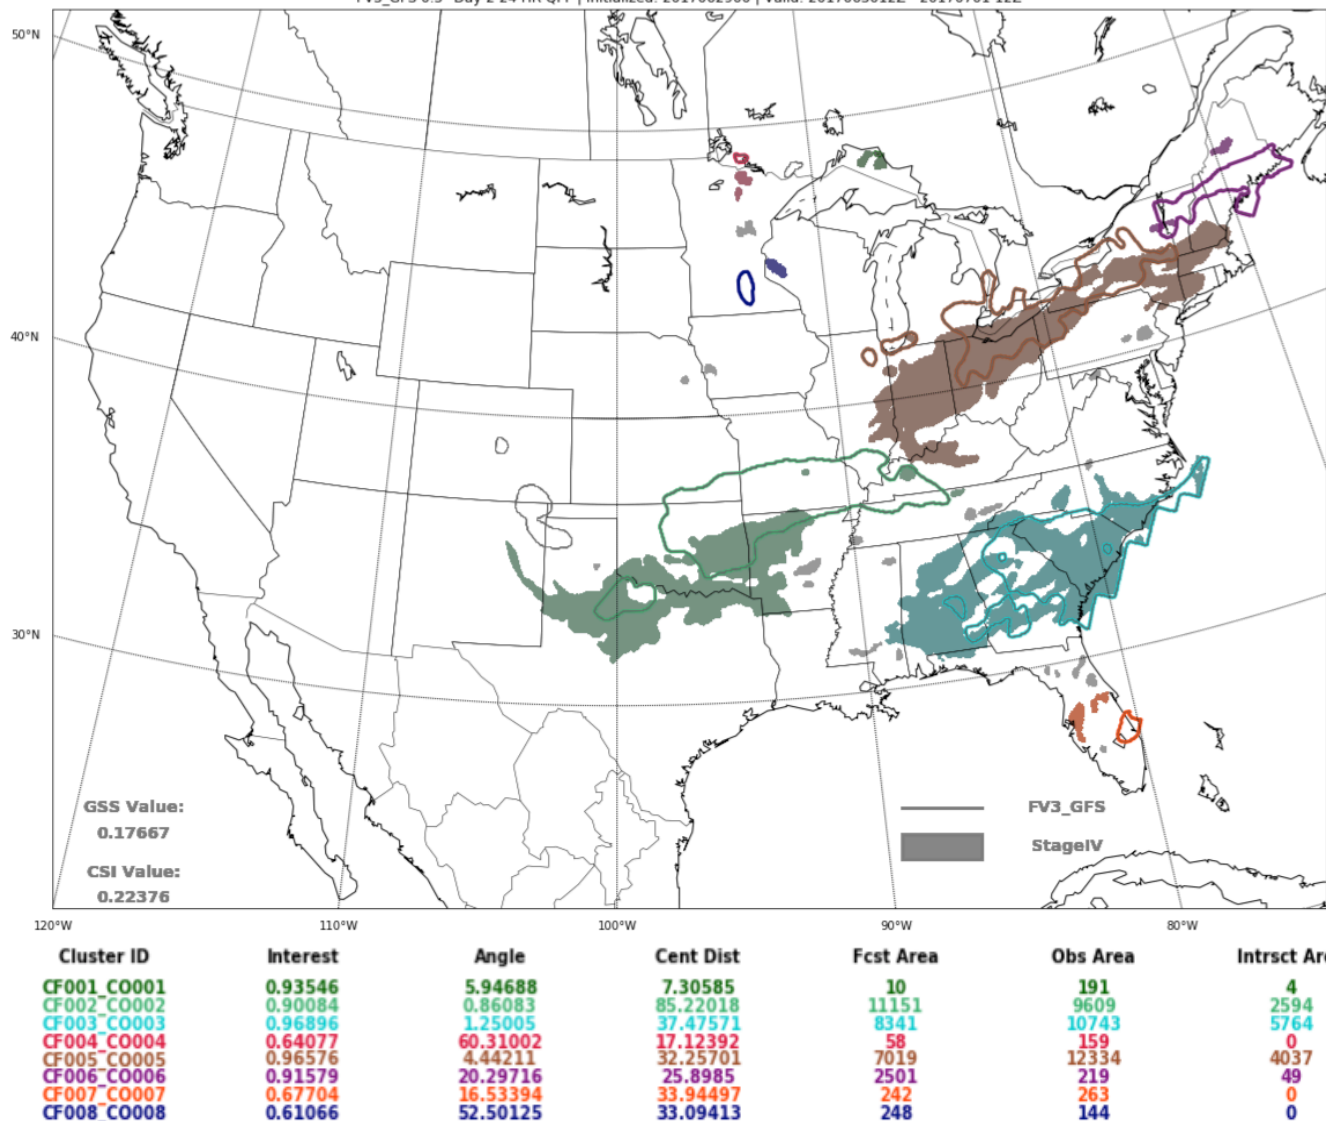 50°N
40°N
30°N
GSS Value:
0.17667
CSI Value:
0.22376
FV3_GFS
StageIV
120°W 110°W 100°W 90°W 80°W
Cluster ID Interest Angle Cent Dist Fcst Area Obs Area Intrsct
CF001_CO001 0.93546 5.94688 7.30585 10 191 4
CF002_CO002 0.90084 0.86083 85.22018 11151 9609 2594
CF003_CO003 0.96896 1.25005 37.47571 8341 10743 5764
CF004_CO004 0.64077 60.31002 17.12392 58 159 0
CF005_CO005 0.96576 4.44211 32.25701 7019 12334 4037
CF006_CO006 0.91579 20.29716 25.8985 2501 219 49
CF007_CO007 0.67704 16.53394 33.94497 242 263 0
CF008_CO008 0.61066 52.50125 33.09413 248 144 0